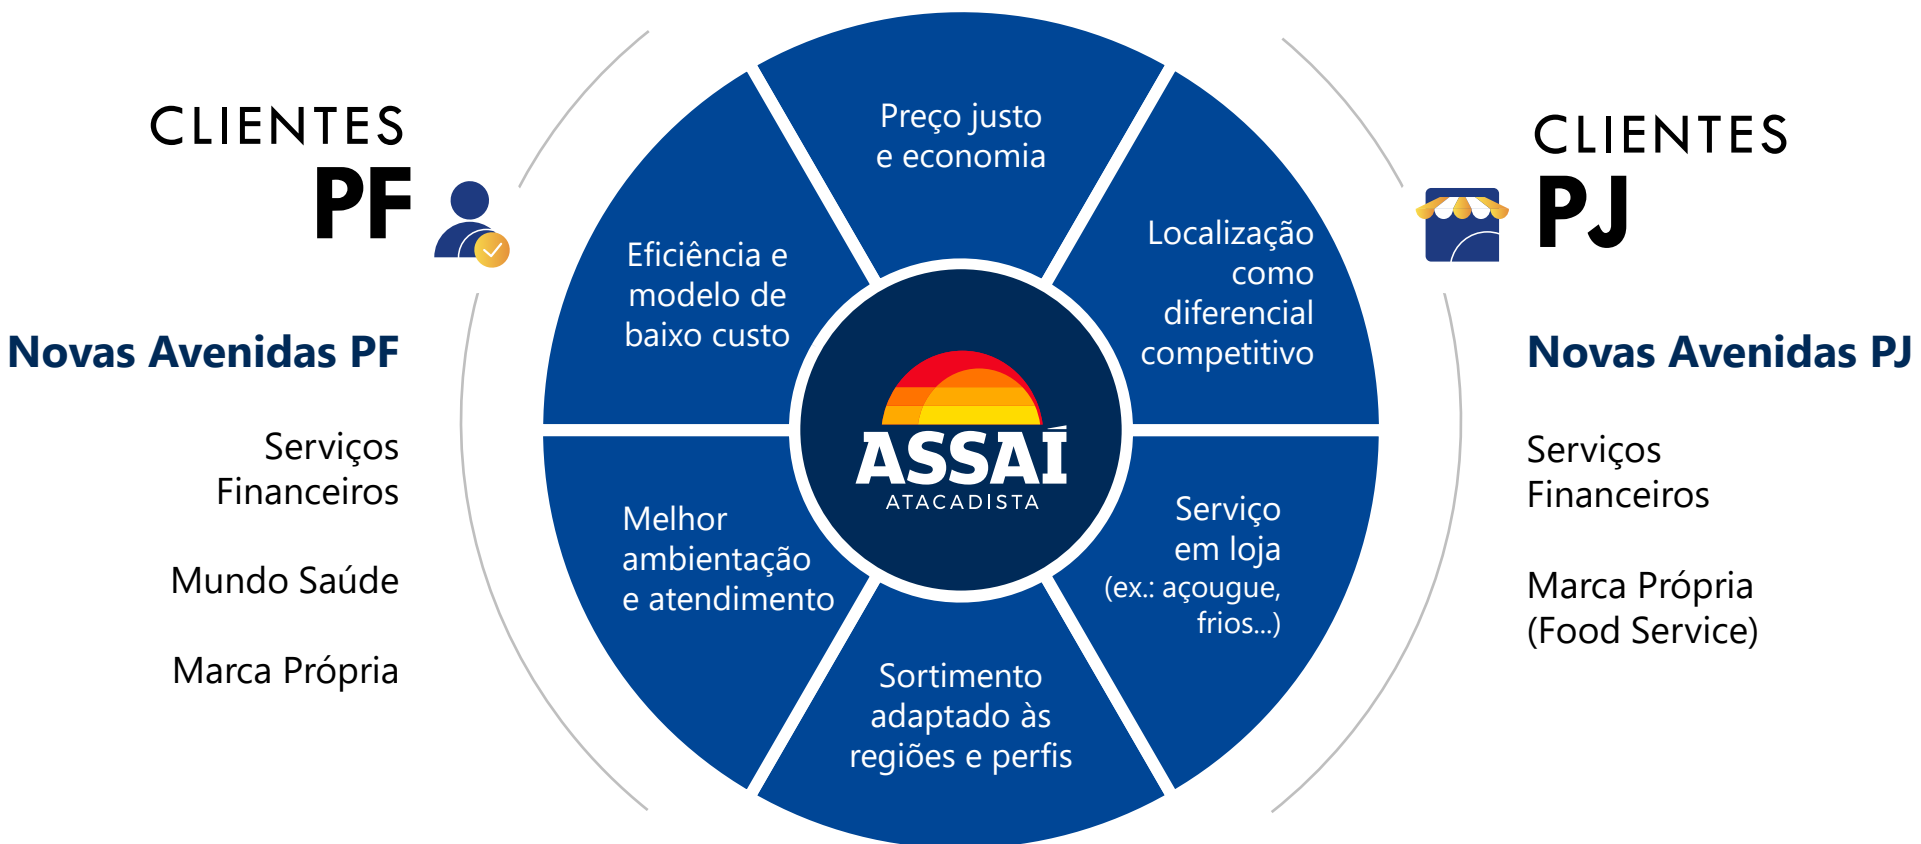 CLIENTES
PF
Novas Avenidas PF
Serviços
Financeiros
Mundo Saúde
Marca Própria
Preço justo
e economia
Eficiência e
modelo de
baixo custo
Localização
como
diferencial
competitivo
ASSAÍ
ATACADISTA
Melhor
ambientação
e atendimento
Serviço
em loja
(ex.: açougue,
frios...)
Sortimento
adaptado às
regiões e perfis
CLIENTES
PJ
Novas Avenidas PJ
Serviços
Financeiros
Marca Própria
(Food Service)